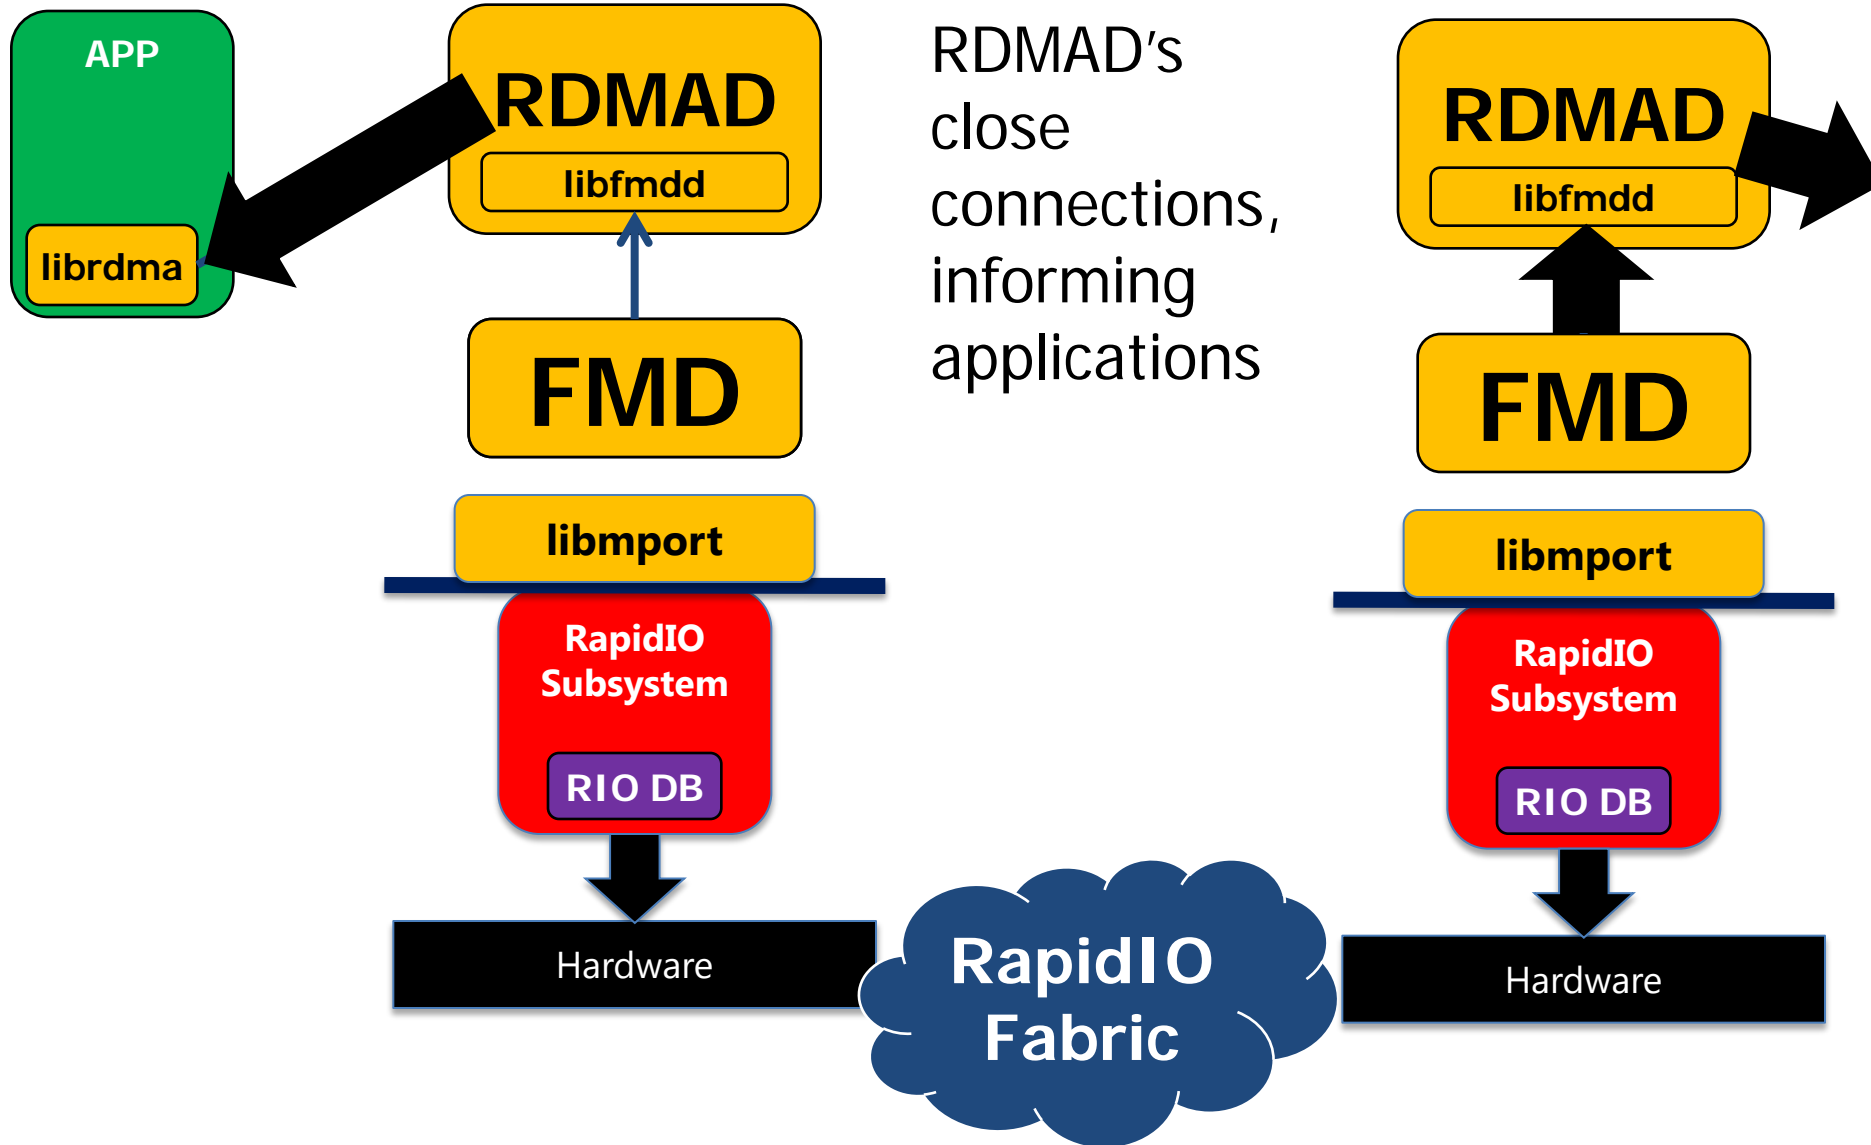 APP
librdma
RDMAD
libfmdd
FMD
libmport
RapidIO
Subsystem
RIO DB
Hardware
RDMAD's
close
connections,
informing
applications
RapidIO
Fabric
RDMAD
libfmdd
FMD
libmport
RapidIO
Subsystem
RIO DB
Hardware